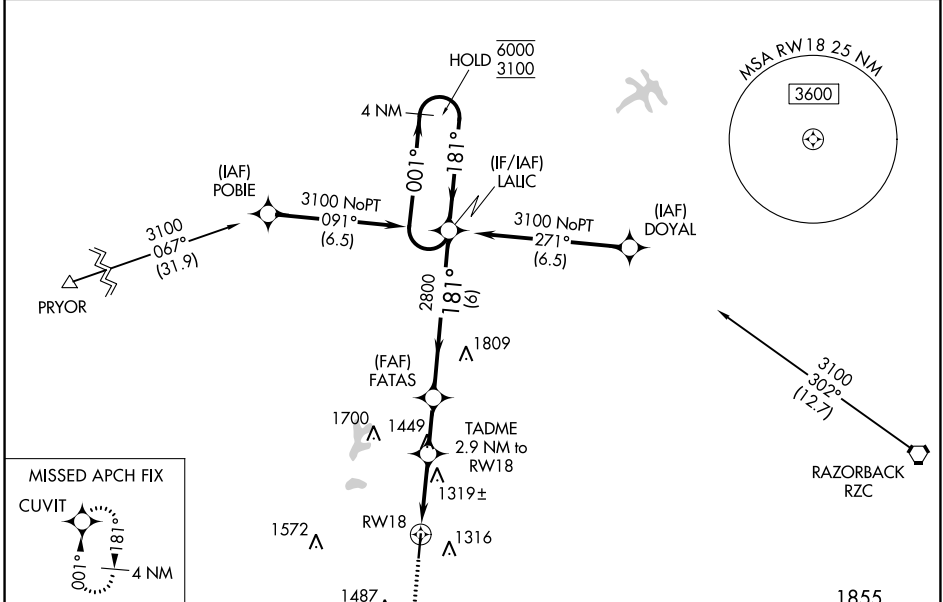 HOLD 6000
3100
4 NM
001°
181°
(IF/IAF)
LALIC
MSA RW18 25 NM
3600
(IAF)
POBIE
3100 NoPT
091°
(6.5)
3100 NoPT
271°
(6.5)
(IAF)
DOYAL
3100
067°
(31.9)
PRYOR
2800
181°
(6)
1809
(FAF)
FATAS
3100
302°
(12.7)
RAZORBACK
RZC
1700
1449
TADME
2.9 NM to
RW18
1319±
RW18
1572
1316
MISSED APCH FIX
CUVIT
001°
181°
4 NM
1487
1855